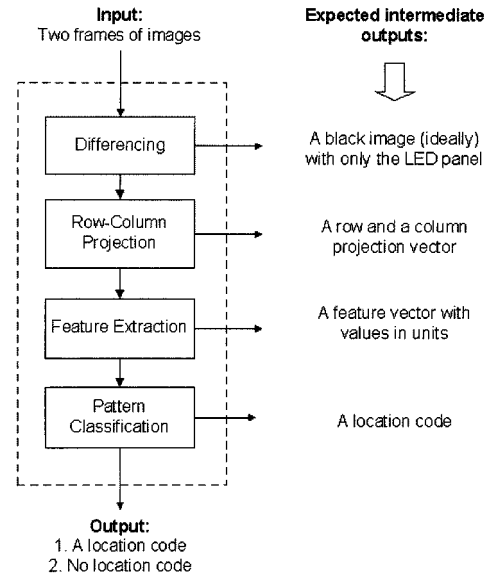 Input:
Two frames of images
Expected intermediate
outputs:
Differencing
A black image (ideally)
with only the LED panel
Row-Column
Projection
A row and a column
projection vector
Feature Extraction
A feature vector with
values in units
Pattern
Classification
A location code
Output:
1. A location code
2. No location code